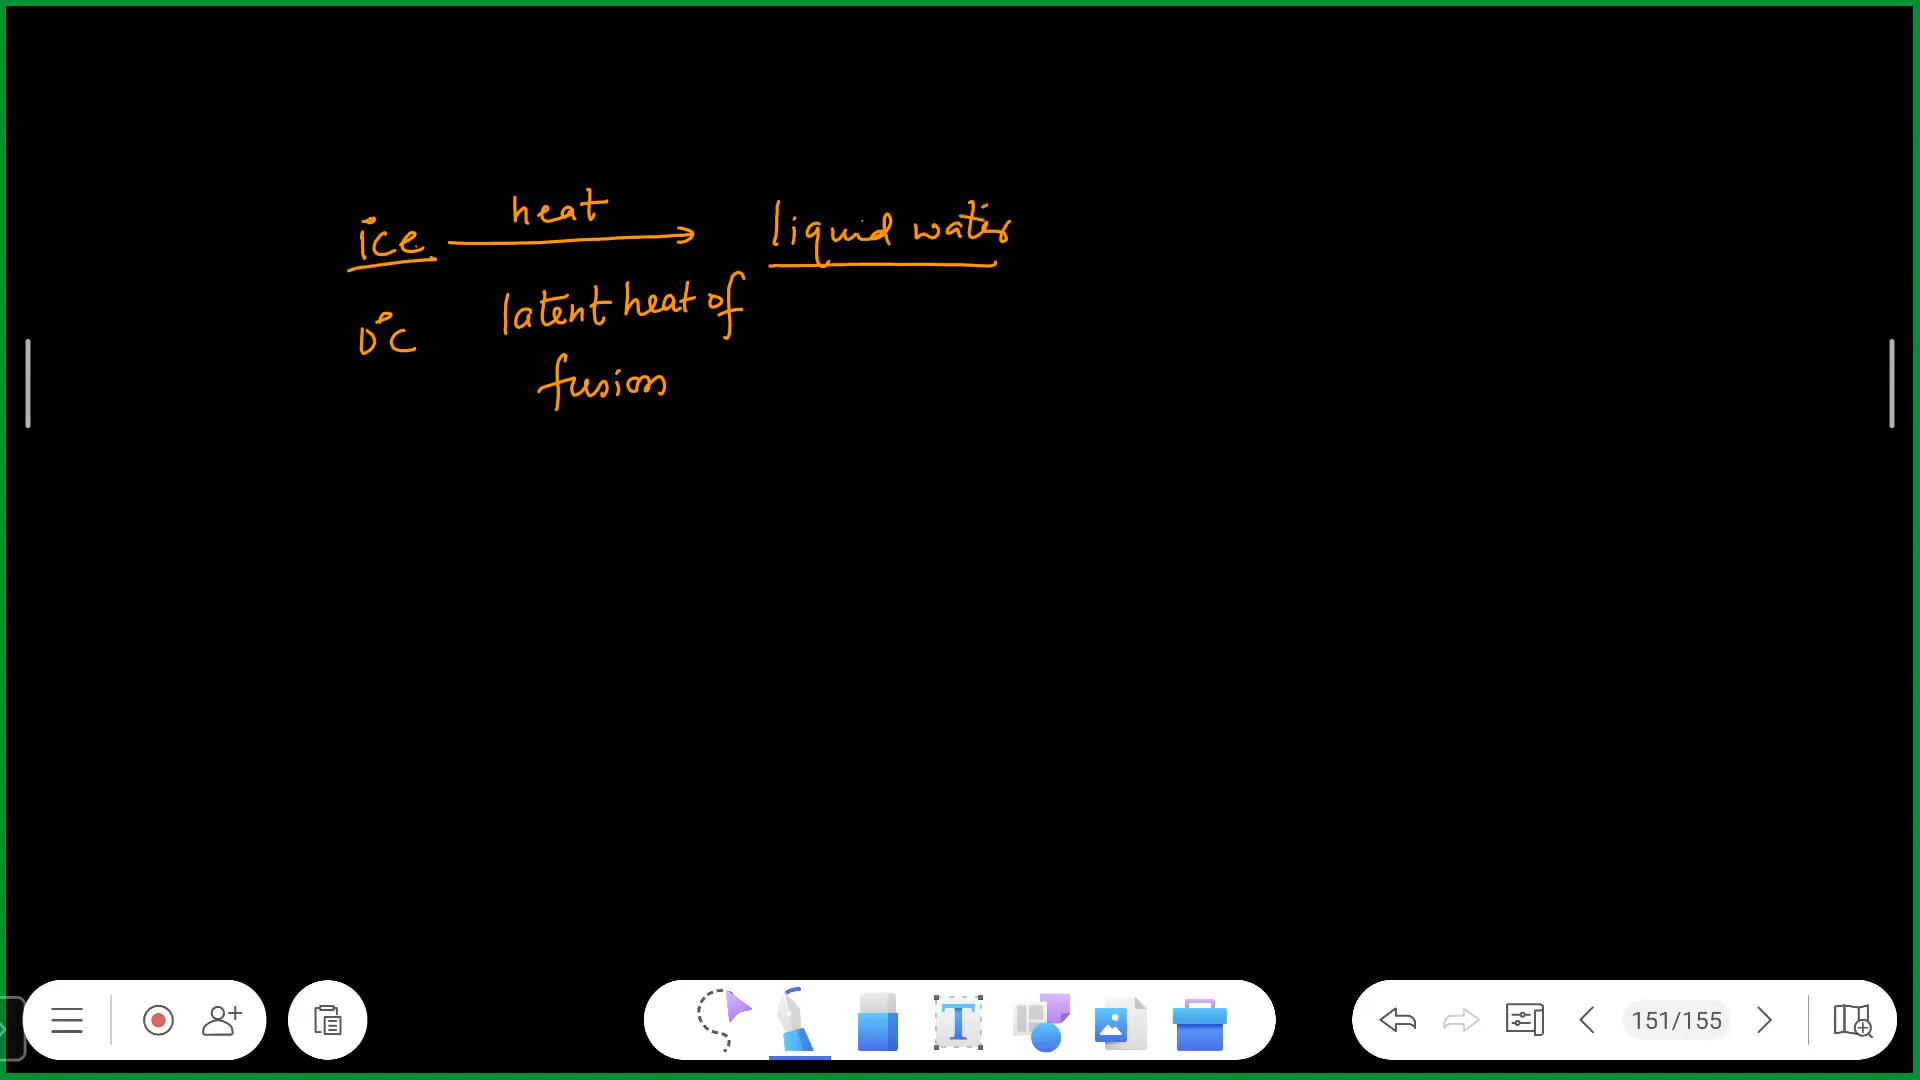 ice heat liquid water
0°C latent heat of
fusion
T
151/155